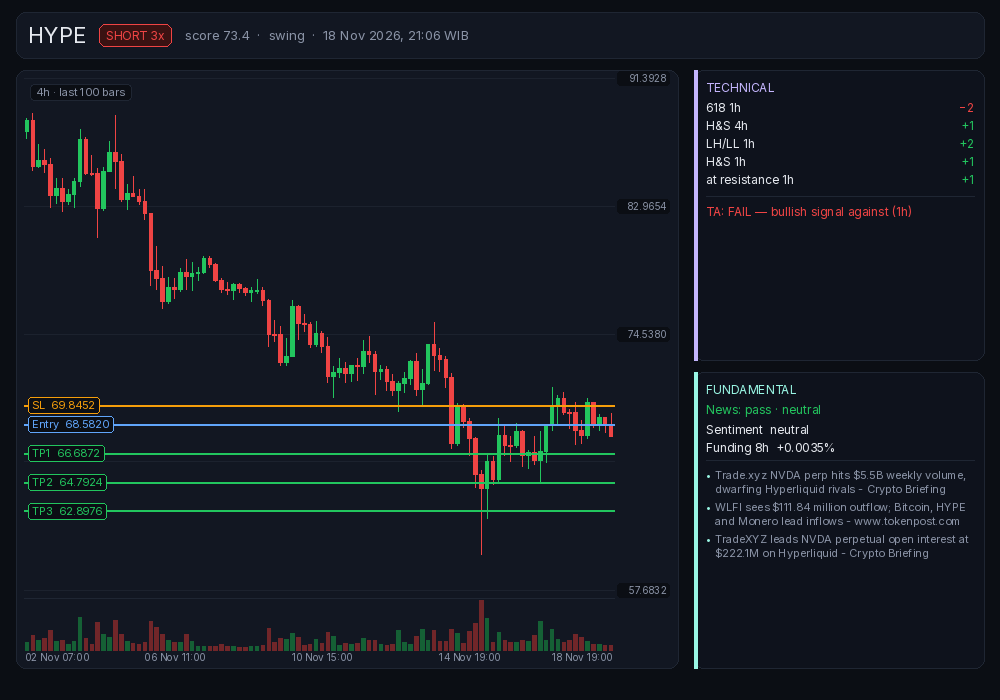 HYPE SHORT 3x score 73.4 · swing · 18 Nov 2026, 21:06 WIB
4h · last 100 bars
91.3928
82.9654
74.5380
SL 69.8452
Entry 68.5820
TP1 66.6872
TP2 64.7924
TP3 62.8976
57.6832
02 Nov 07:00 06 Nov 11:00 10 Nov 15:00 14 Nov 19:00 18 Nov 19:00
TECHNICAL
618 1h −2
H&S 4h +1
LH/LL 1h +2
H&S 1h +1
at resistance 1h +1
TA: FAIL — bullish signal against (1h)
FUNDAMENTAL
News: pass · neutral
Sentiment neutral
Funding 8h +0.0035%
• Trade.xyz NVDA perp hits $5.5B weekly volume,
dwarfing Hyperliquid rivals - Crypto Briefing
• WLFI sees $111.84 million outflow; Bitcoin, HYPE
and Monero lead inflows - www.tokenpost.com
• TradeXYZ leads NVDA perpetual open interest at
$222.1M on Hyperliquid - Crypto Briefing